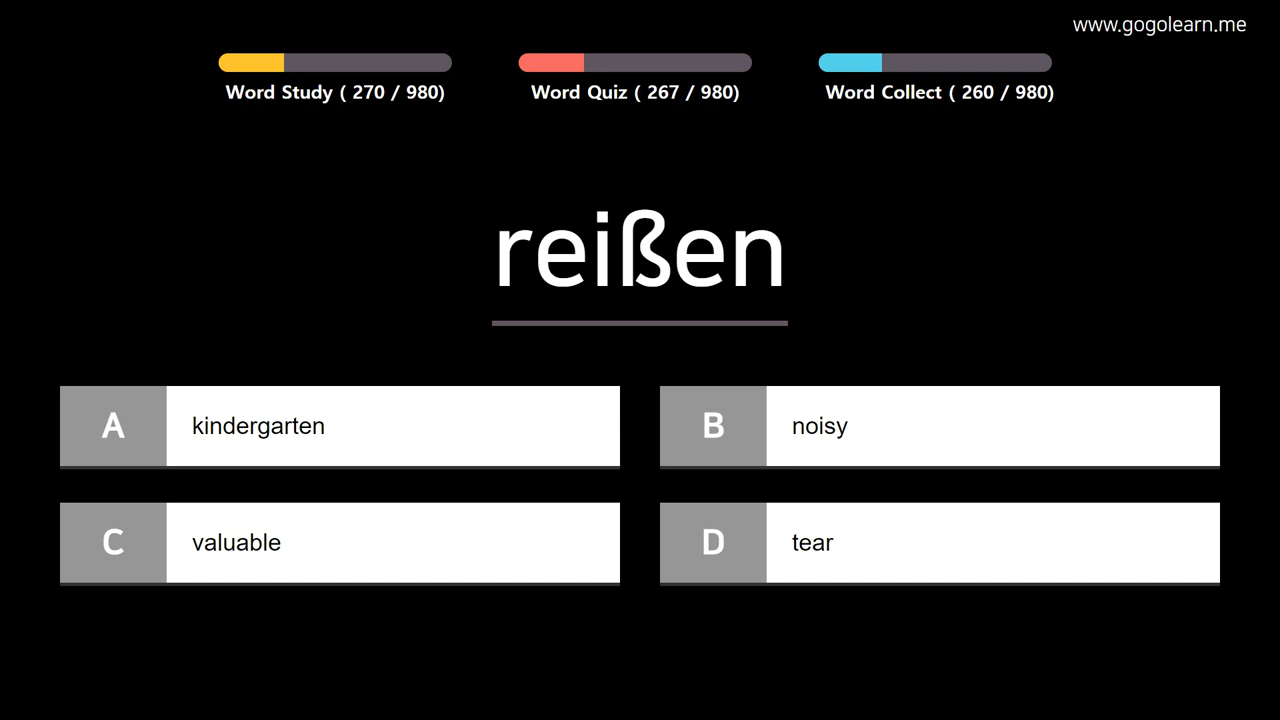 www.gogolearn.me
Word Study ( 270 / 980)
Word Quiz ( 267 / 980)
Word Collect ( 260 / 980)
reißen
A kindergarten
B noisy
C valuable
D tear